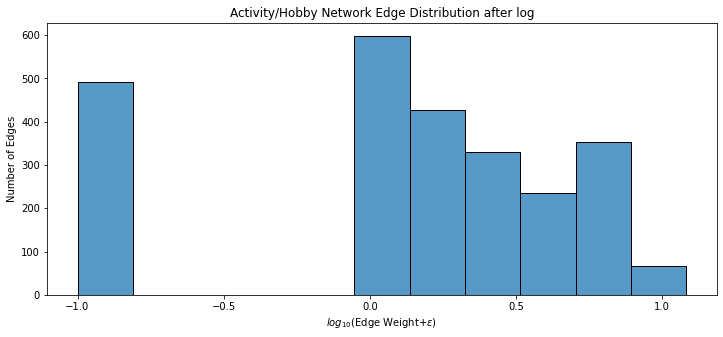 Activity/Hobby Network Edge Distribution after log
600
500
400
300
200
100
0
Number of Edges
−1.0 −0.5 0.0 0.5 1.0
log₁₀(Edge Weight+ε)